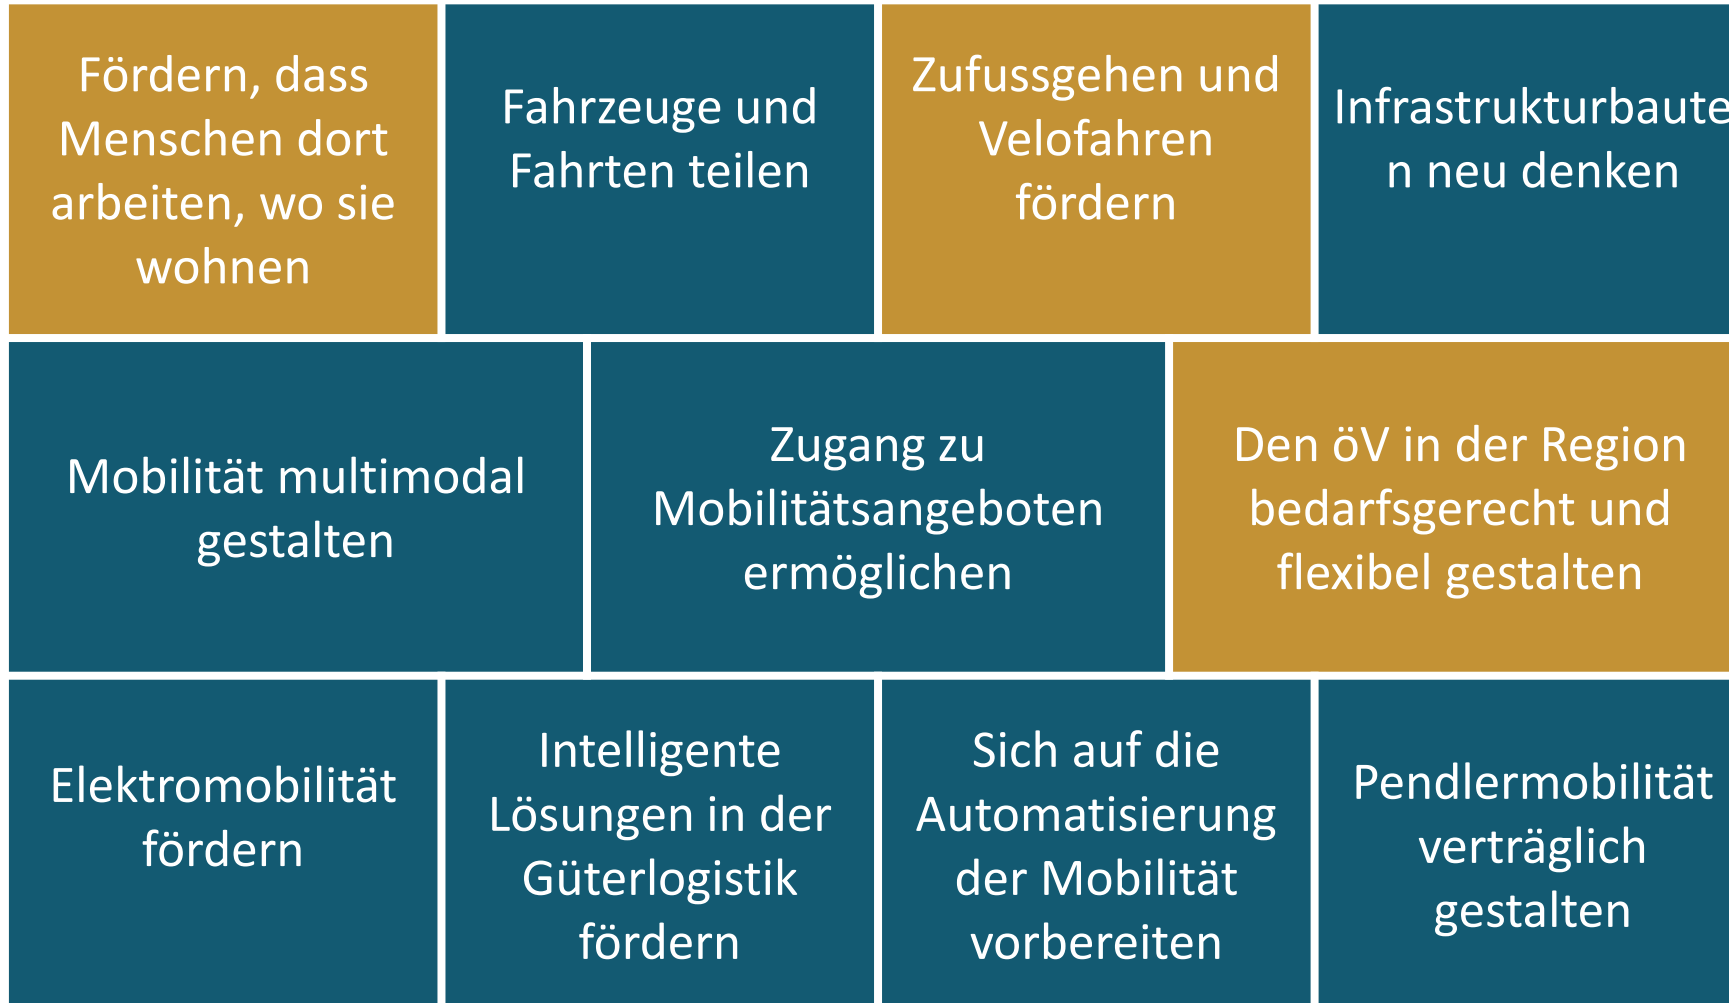 Fördern, dass
Menschen dort
arbeiten, wo sie
wohnen
Fahrzeuge und
Fahrten teilen
Zufussgehen und
Velofahren
fördern
Infrastrukturbaute
n neu denken
Mobilität multimodal
gestalten
Zugang zu
Mobilitätsangeboten
ermöglichen
Den öV in der Region
bedarfsgerecht und
flexibel gestalten
Elektromobilität
fördern
Intelligente
Lösungen in der
Güterlogistik
fördern
Sich auf die
Automatisierung
der Mobilität
vorbereiten
Pendlermobilität
verträglich
gestalten